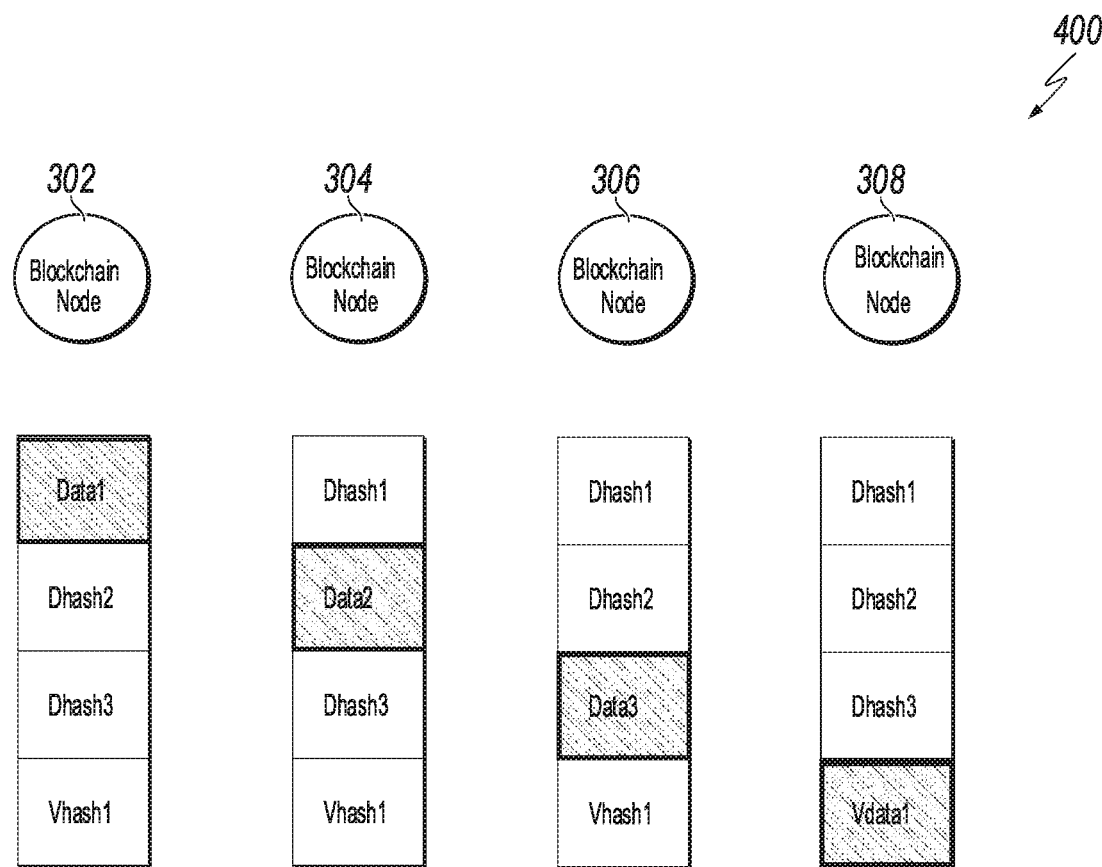 400
302 304 306 308
Blockchain Blockchain Blockchain Blockchain
Node Node Node Node
Data1 Dhash1 Dhash1 Dhash1
Dhash2 Data2 Dhash2 Dhash2
Dhash3 Dhash3 Data3 Dhash3
Vhash1 Vhash1 Vhash1 Vdata1